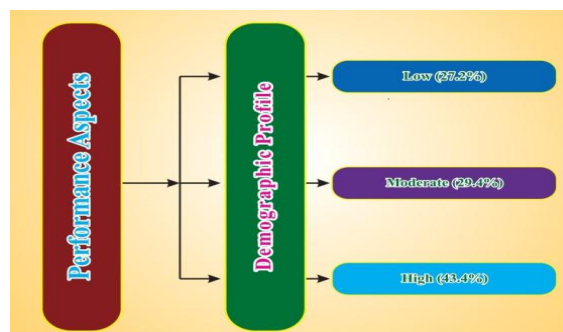 Performance Aspects
Demographic Profile
Low (27.2%)
Moderate (29.4%)
High (43.4%)